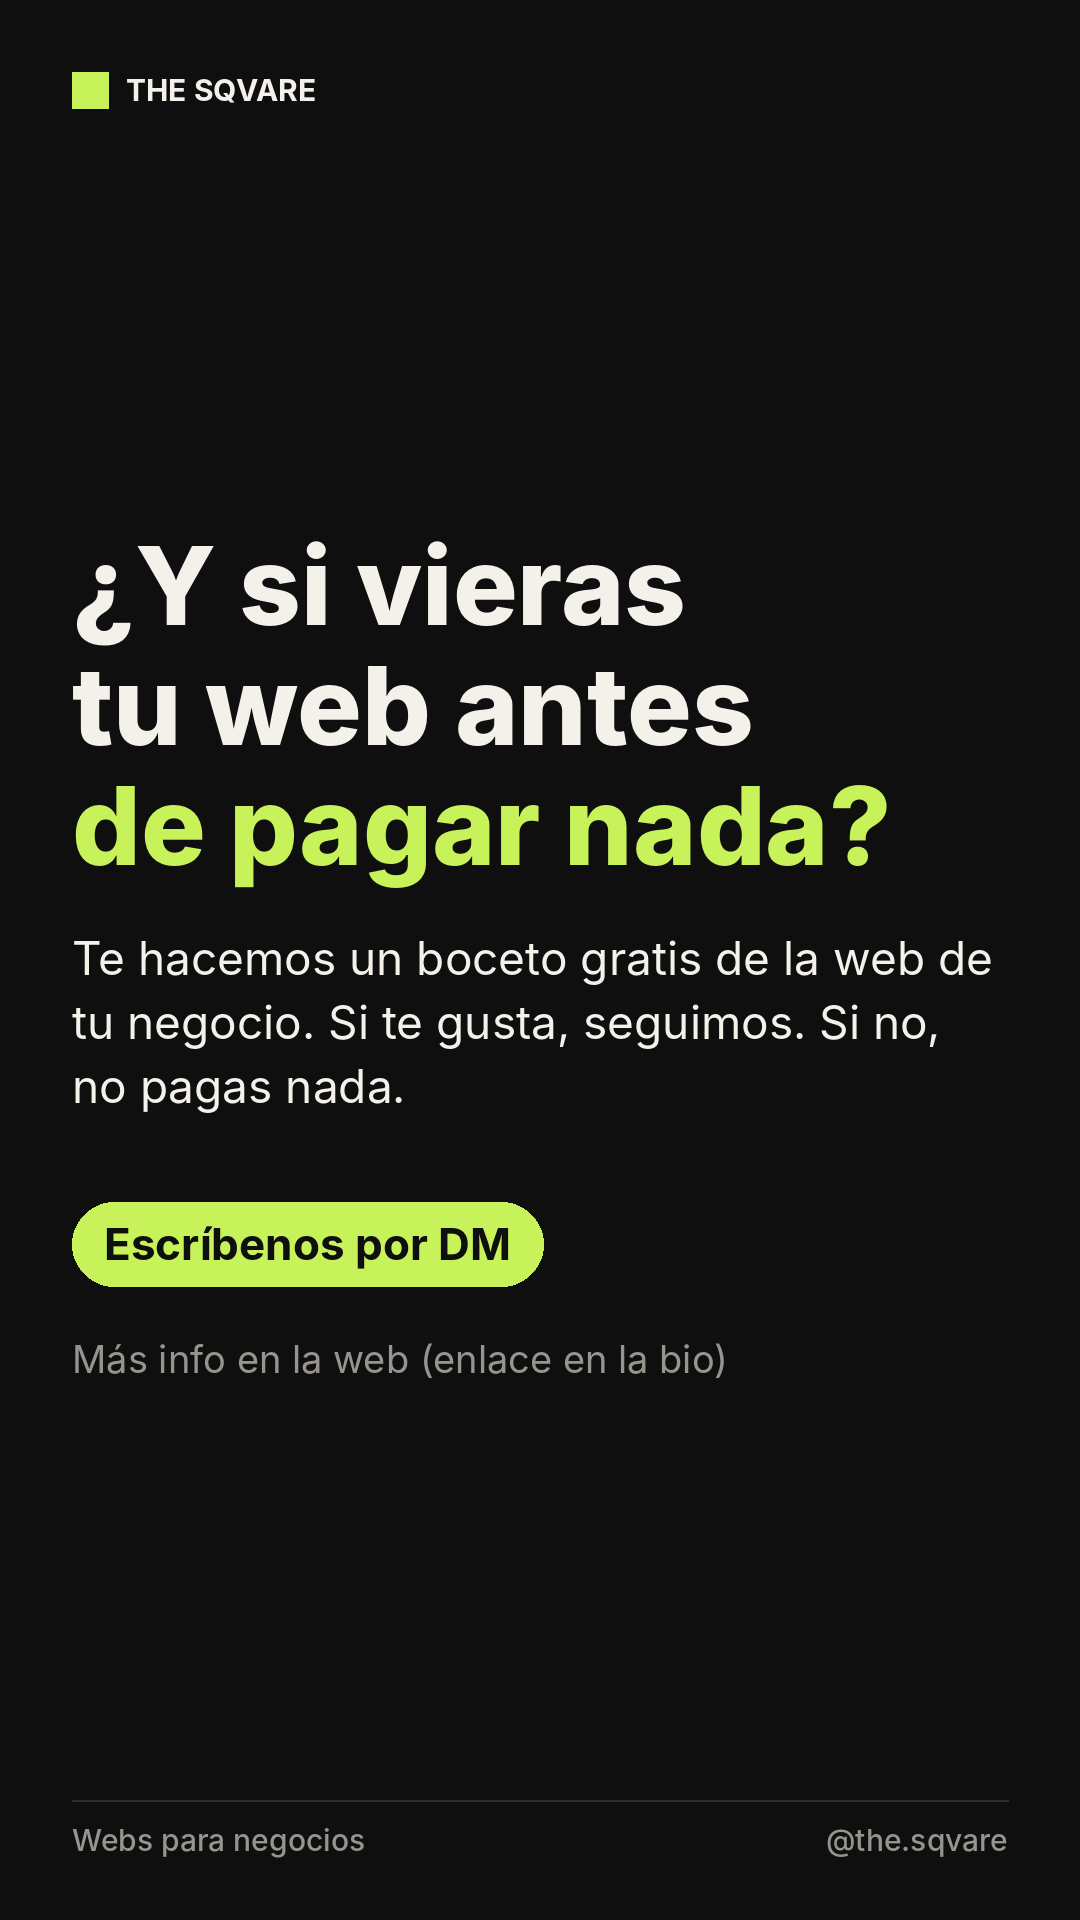 THE SQVARE
¿Y si vieras
tu web antes
de pagar nada?
Te hacemos un boceto gratis de la web de
tu negocio. Si te gusta, seguimos. Si no,
no pagas nada.
Escríbenos por DM
Más info en la web (enlace en la bio)
Webs para negocios
@the.sqvare